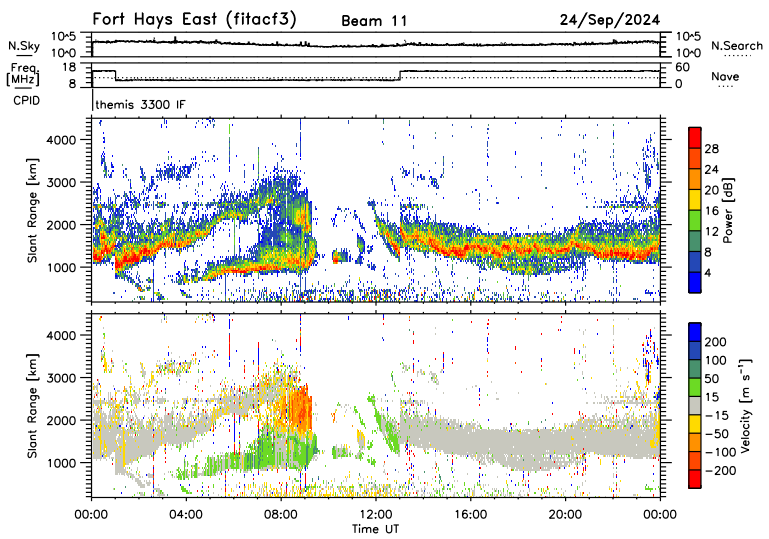 Fort Hays East (fitacf3) Beam 11 24/Sep/2024
N.Sky 10^5 10^0 10^5 10^0 N.Search
Freq. [MHz] 18 8 60 0 Nave
CPID themis 3300 IF
Slant Range [km] 4000 3000 2000 1000
Power [dB] 28 24 20 16 12 8 4
Slant Range [km] 4000 3000 2000 1000
Velocity [m s⁻¹] 200 100 50 15 −15 −50 −100 −200
00:00 04:00 08:00 12:00 16:00 20:00 00:00
Time UT